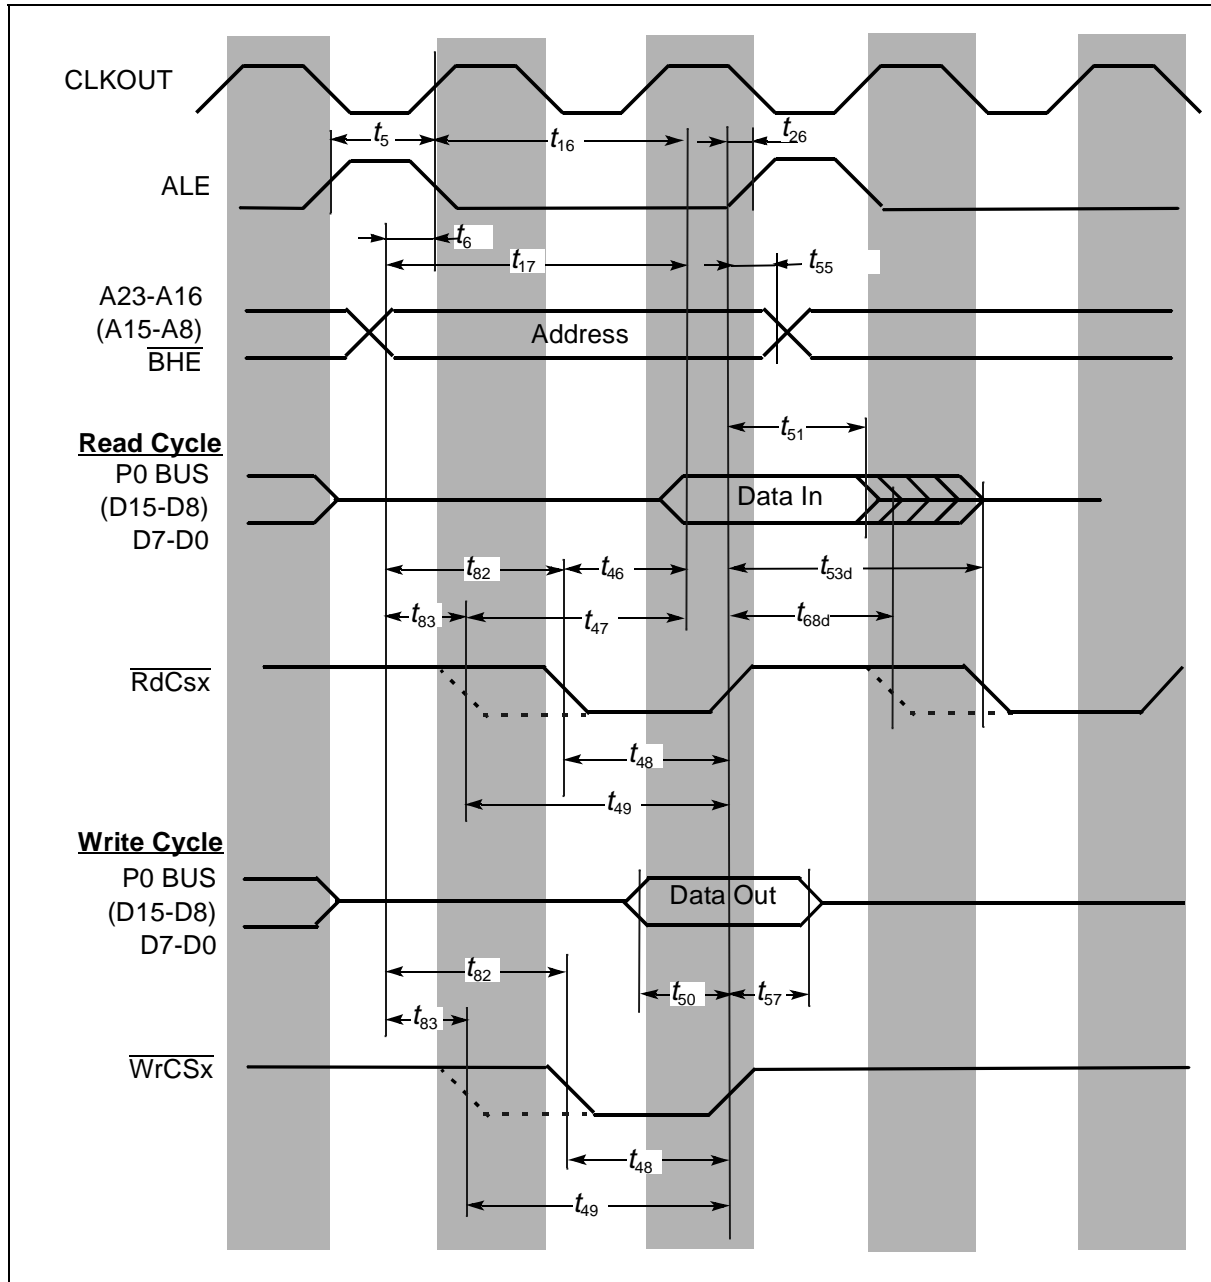 CLKOUT
t5
t16
t26
ALE
t6
t17
t55
A23-A16
(A15-A8)
BHE
Address
t51
Read Cycle
P0 BUS
(D15-D8)
D7-D0
Data In
t82
t46
t53d
t83
t47
t68d
RdCsx
t48
t49
Write Cycle
P0 BUS
(D15-D8)
D7-D0
Data Out
t82
t50
t57
t83
WrCSx
t48
t49